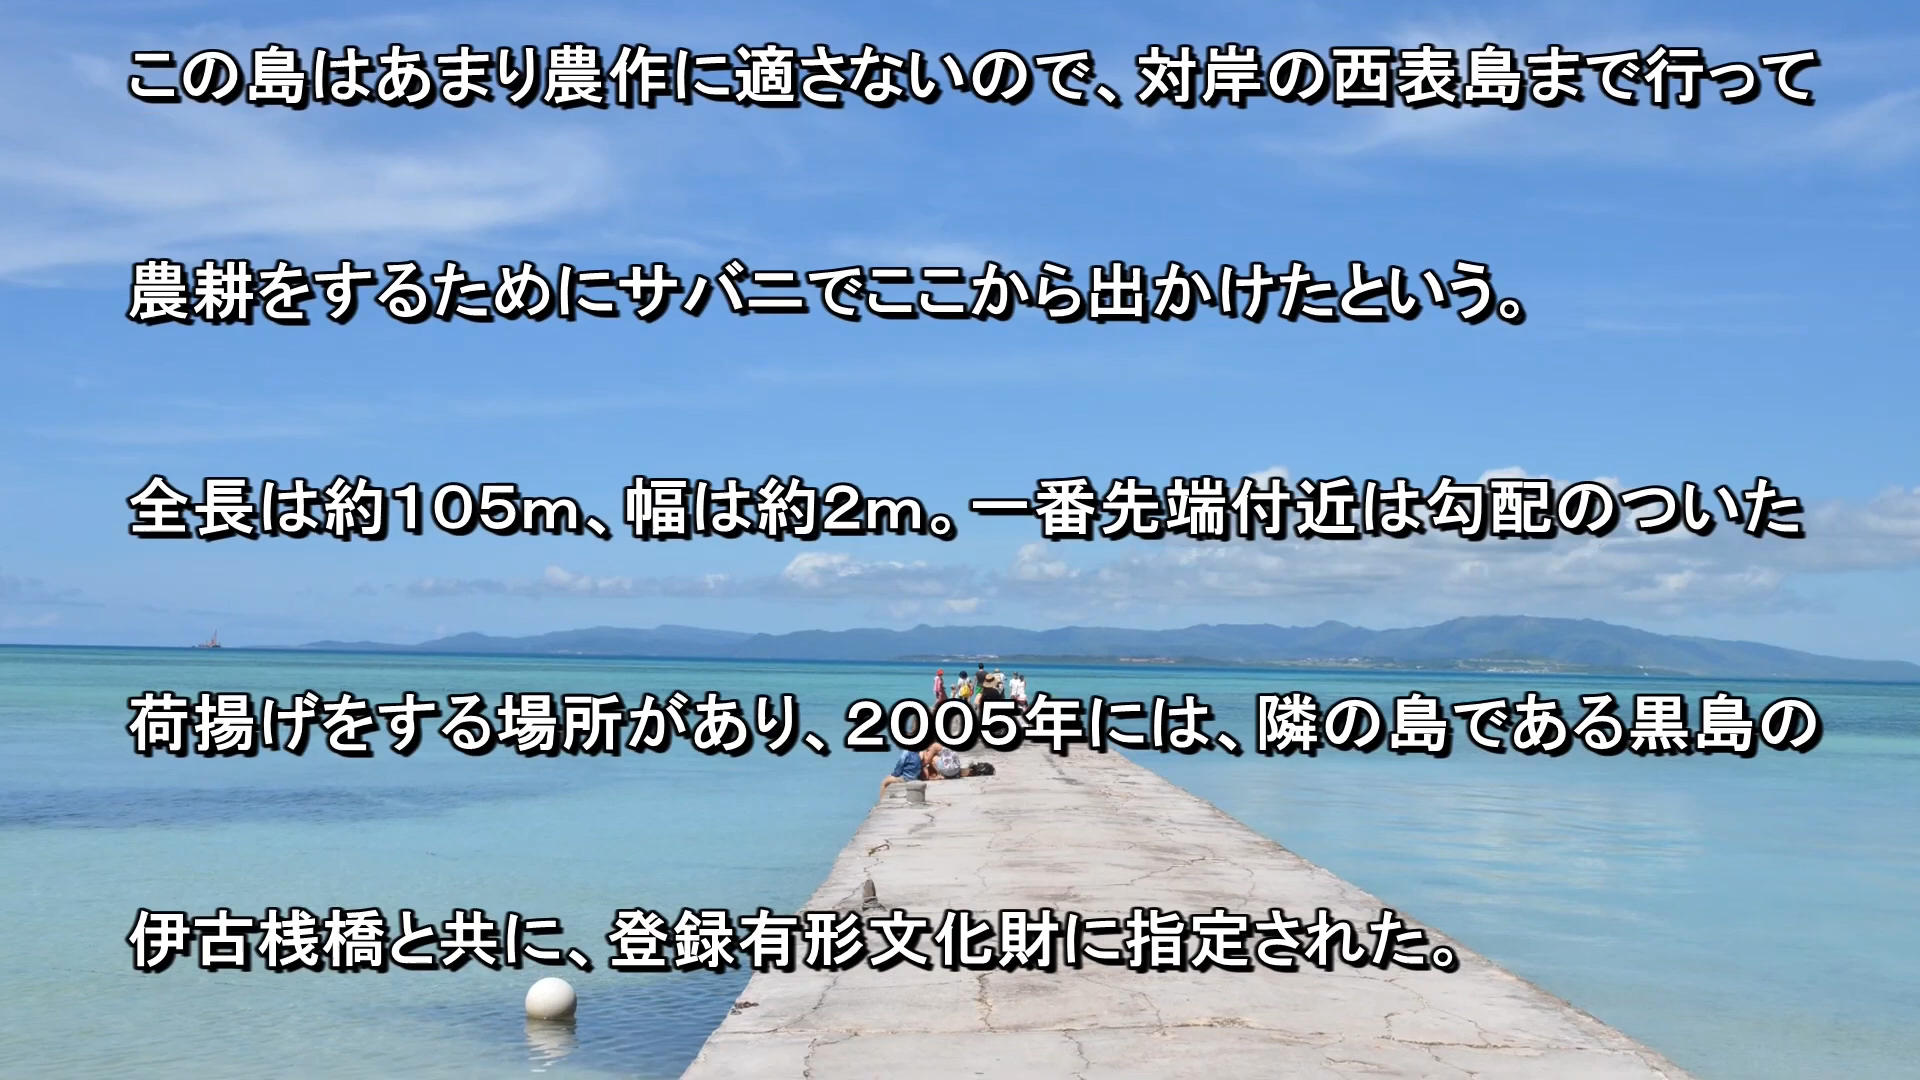 この島はあまり農作に適さないので、対岸の西表島まで行って
農耕をするためにサバニでここから出かけたという。
全長は約１０５ｍ、幅は約２ｍ。一番先端付近は勾配のついた
荷揚げをする場所があり、２００５年には、隣の島である黒島の
伊古桟橋と共に、登録有形文化財に指定された。